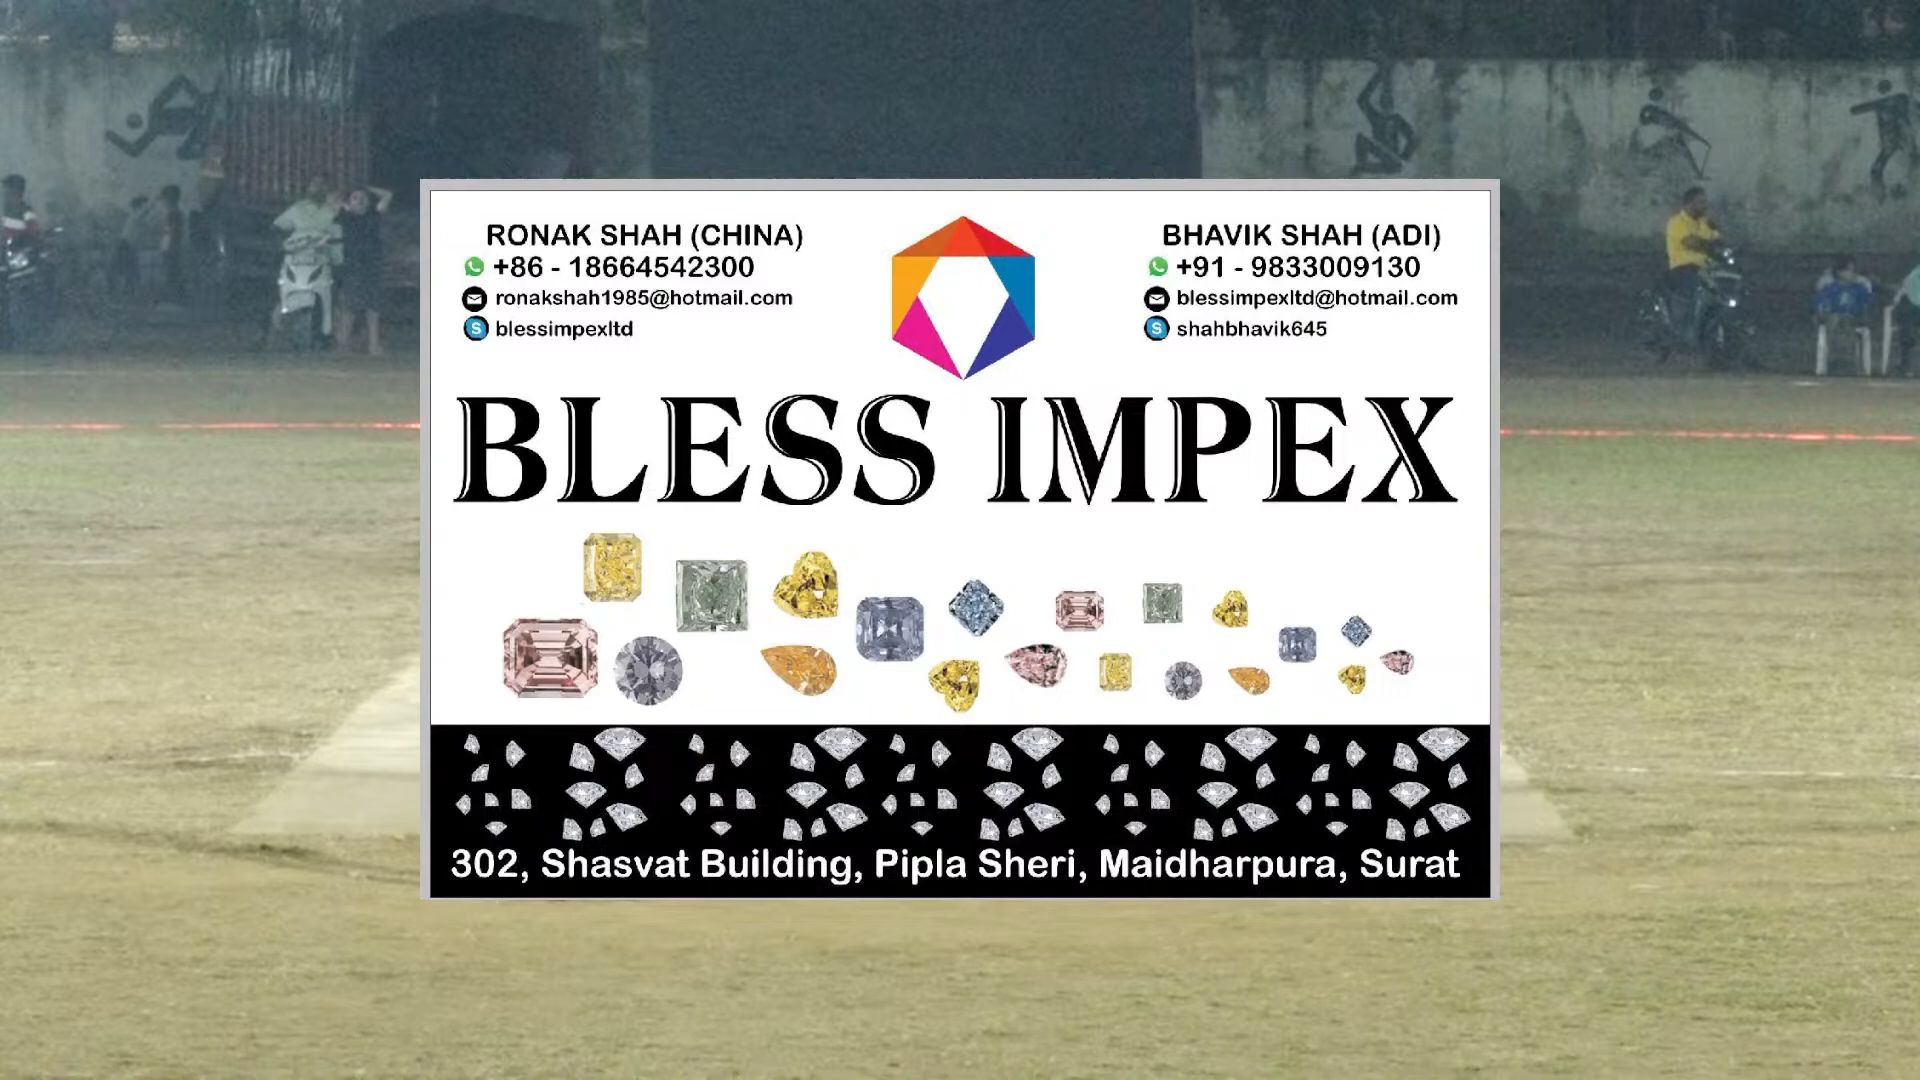 RONAK SHAH (CHINA)
+86 - 18664542300
ronakshah1985@hotmail.com
blessimpexltd
BHAVIK SHAH (ADI)
+91 - 9833009130
blessimpexltd@hotmail.com
shahbhavik645
BLESS IMPEX
302, Shasvat Building, Pipla Sheri, Maidharpura, Surat